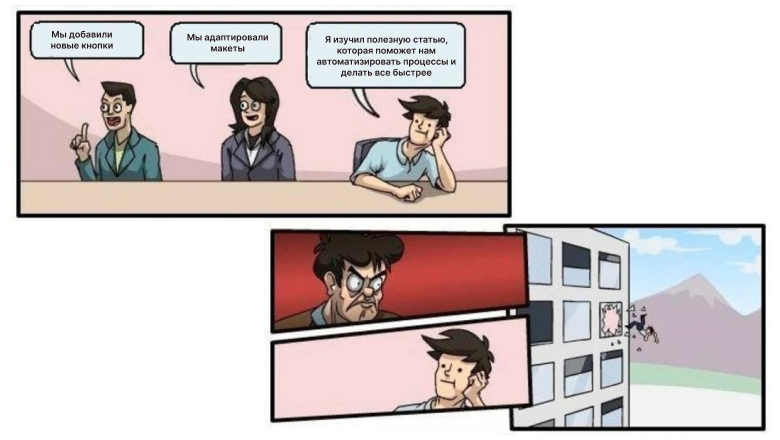 Мы добавили
новые кнопки
Мы адаптировали
макеты
Я изучил полезную статью,
которая поможет нам
автоматизировать процессы и
делать все быстрее